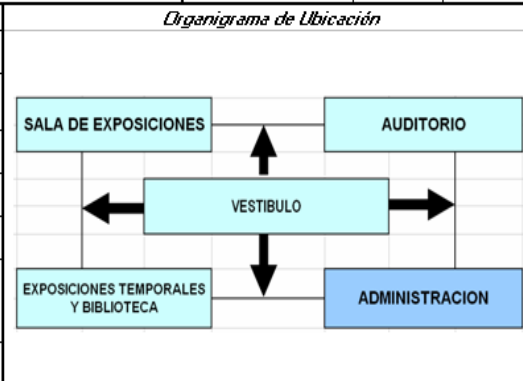 Organigrama de Ubicación
SALA DE EXPOSICIONES
AUDITORIO
VESTIBULO
EXPOSICIONES TEMPORALES
Y BIBLIOTECA
ADMINISTRACION